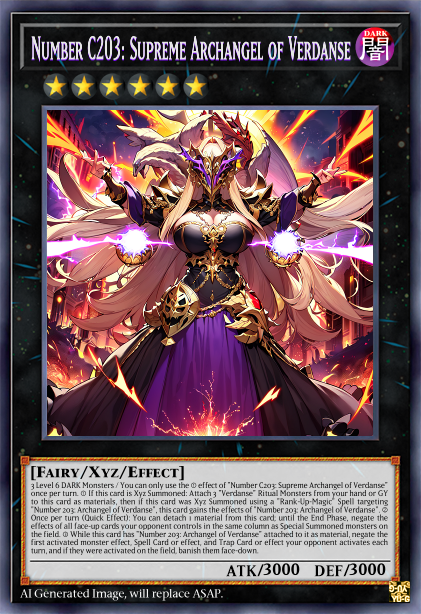 NUMBER C203: SUPREME ARCHANGEL OF VERDANSE
DARK
闇
[FAIRY/XYZ/EFFECT]
3 Level 6 DARK Monsters / You can only use the ① effect of "Number C203: Supreme Archangel of Verdanse"
once per turn. ① If this card is Xyz Summoned: Attach 3 "Verdanse" Ritual Monsters from your hand or GY
to this card as materials, then if this card was Xyz Summoned using a "Rank-Up-Magic" Spell targeting
"Number 203: Archangel of Verdanse", this card gains the effects of "Number 203: Archangel of Verdanse".
Once per turn (Quick Effect): You can detach 1 material from this card; until the End Phase, negate the
effects of all face-up cards your opponent controls in the same column as Special Summoned monsters on
the field. While this card has "Number 203: Archangel of Verdanse" attached to it as material, negate the
first activated monster effect, Spell Card or effect, and Trap Card or effect your opponent activates each
turn, and if they were activated on the field, banish them face-down.
ATK/3000 DEF/3000
AI Generated Image, will replace ASAP.